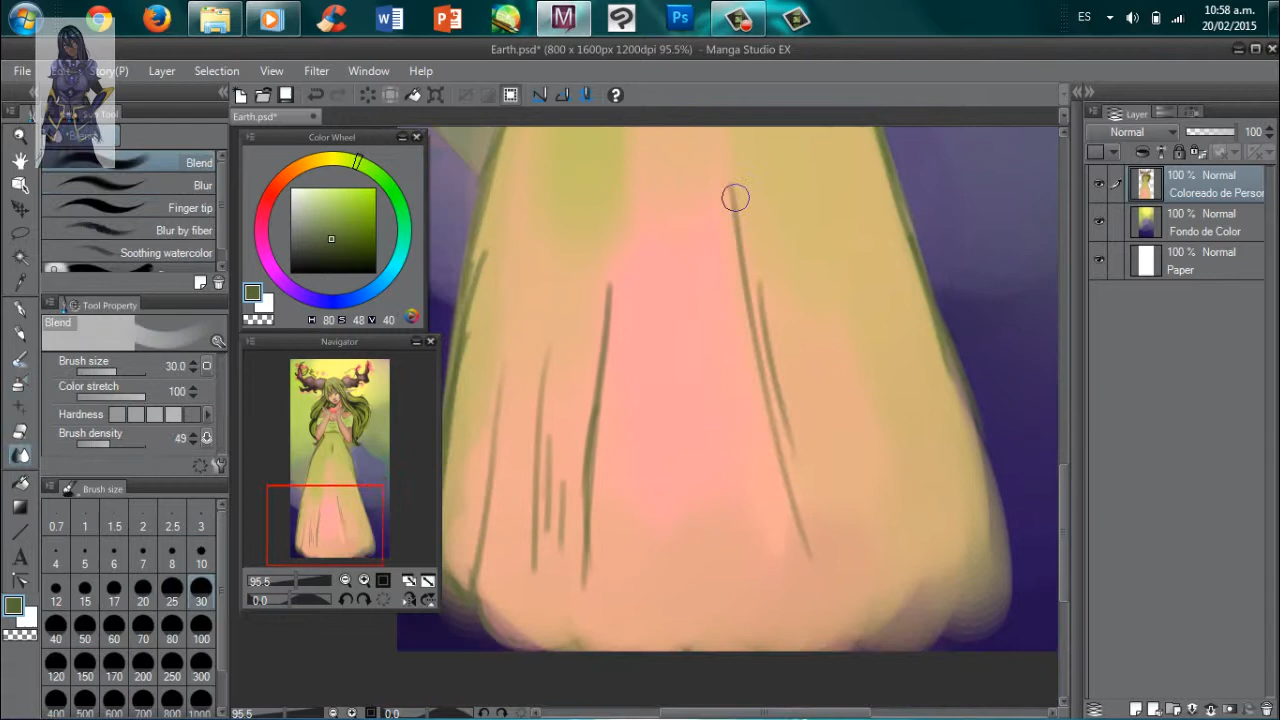 ES 10:58 a.m.
20/02/2015
Earth.psd* (800 x 1600px 1200dpi 95.5%) - Manga Studio EX
File Story(P) Layer Selection View Filter Window Help
Earth.psd*
Color Wheel
Layer
Blend
Blur
Finger tip
Blur by fiber
Soothing watercolor
Normal 100
100 % Normal
Coloreado de Perso
100 % Normal
Fondo de Color
100 % Normal
Paper
H 80 S 48 V 40
Tool Property
Blend
Brush size 30.0
Color stretch 100
Hardness
Brush density 49
Navigator
95.5
0.0
Brush size
0.7 1 1.5 2 2.5 3
4 5 6 7 8 10
12 15 17 20 25 30
40 50 60 70 80 100
120 150 170 200 250 300
400 500 600 700 800 1000
95.5 0.0